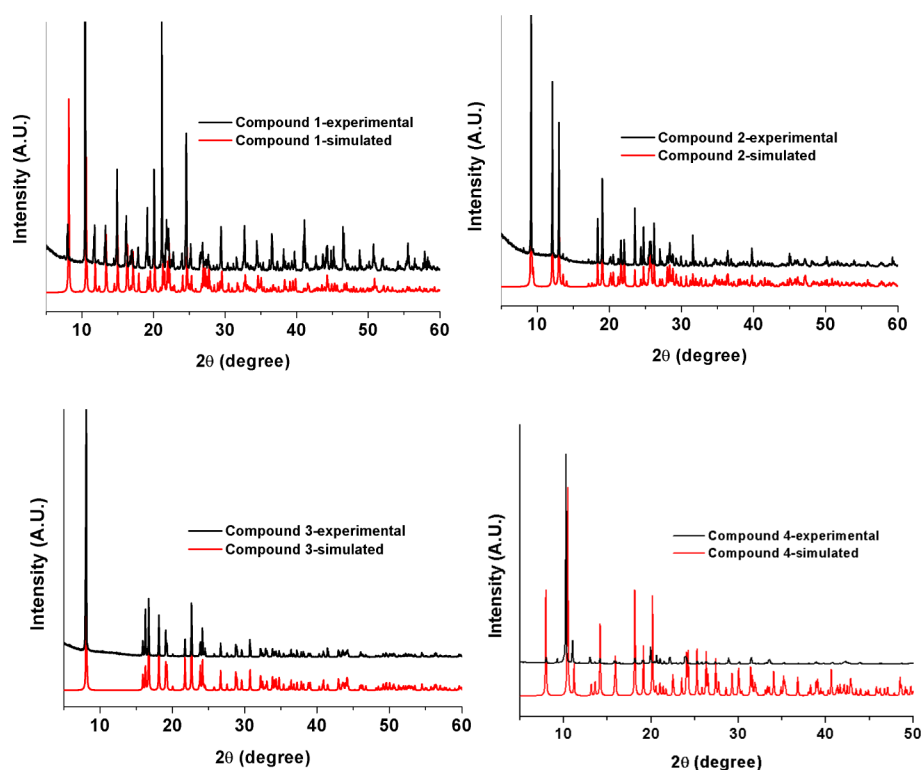 Intensity (A.U.)
Compound 1-experimental
Compound 1-simulated
10 20 30 40 50 60
2θ (degree)
Intensity (A.U.)
Compound 2-experimental
Compound 2-simulated
10 20 30 40 50 60
2θ (degree)
Intensity (A.U.)
Compound 3-experimental
Compound 3-simulated
10 20 30 40 50 60
2θ (degree)
Intensity (A.U.)
Compound 4-experimental
Compound 4-simulated
10 20 30 40 50
2θ (degree)